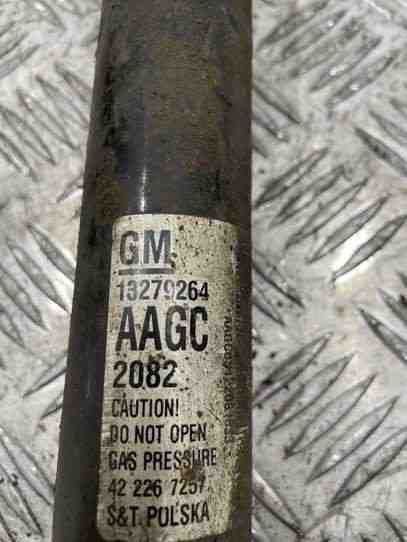 GM
13279264
AAGC
2082
CAUTION!
DO NOT OPEN
GAS PRESSURE
42 226 7257
S&T. POLSKA